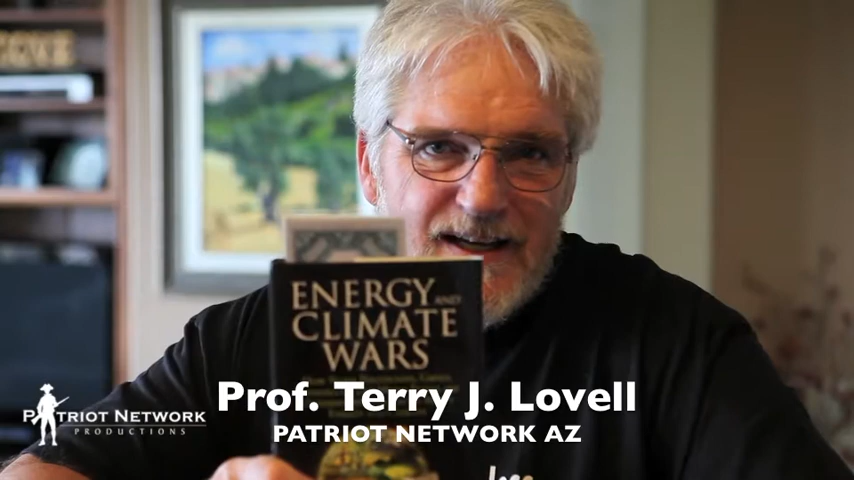 ENERGY AND
CLIMATE
WARS
Prof. Terry J. Lovell
PATRIOT NETWORK AZ
PATRIOT NETWORK
PRODUCTIONS